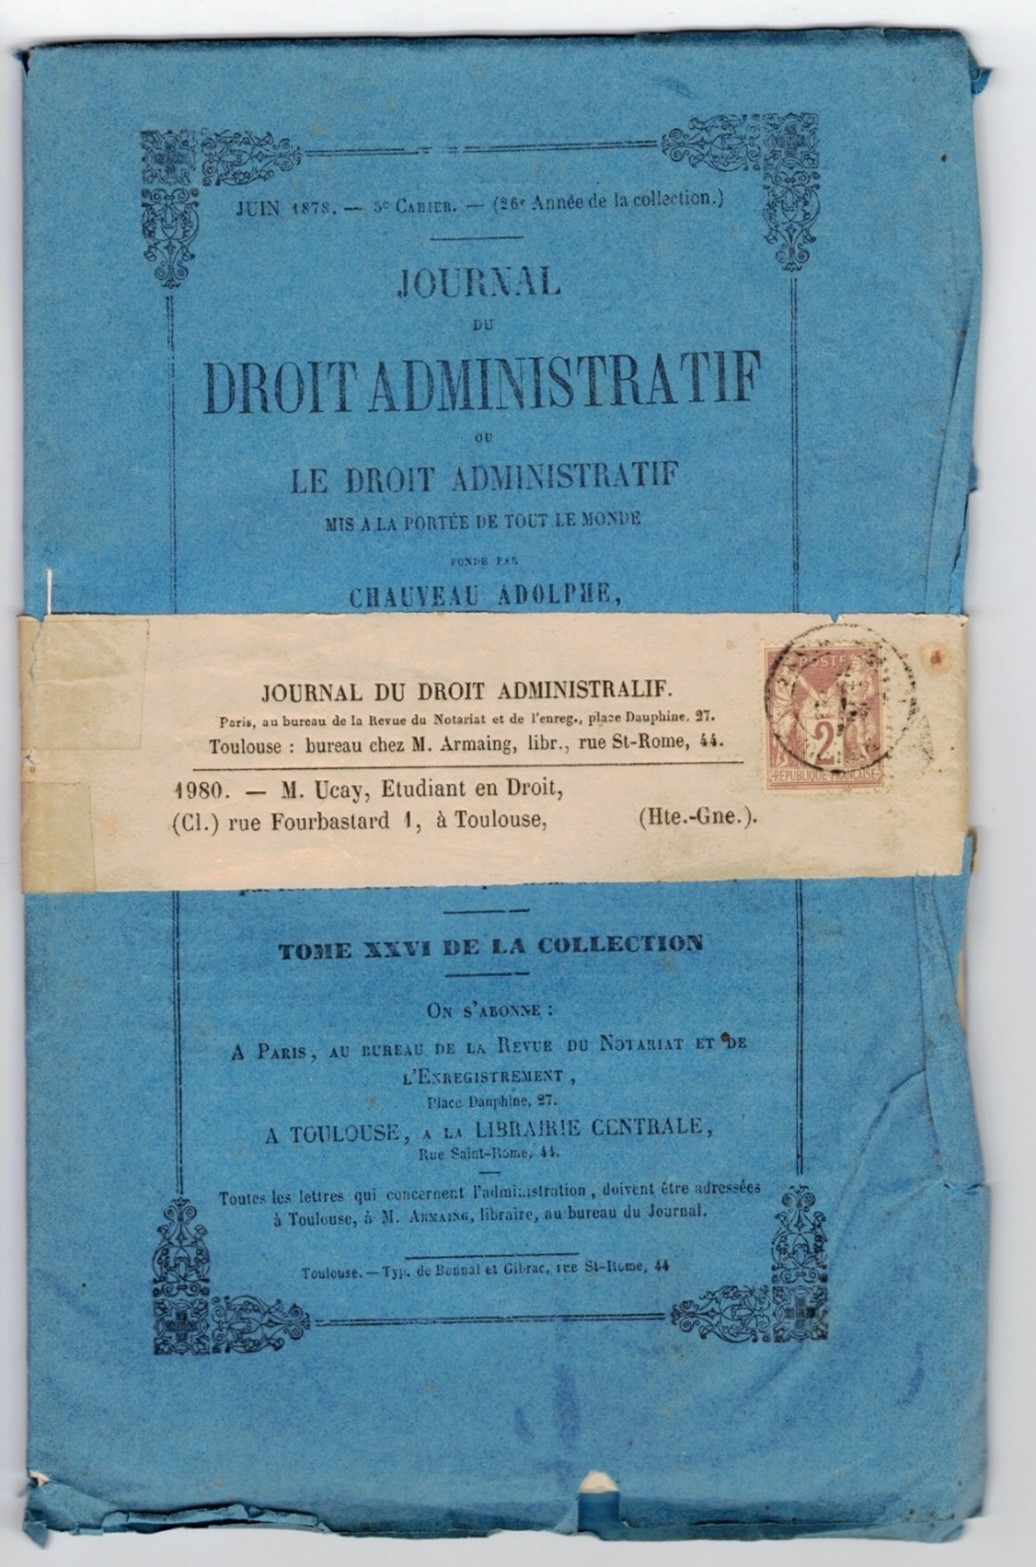 JUIN 1878. — 5e CAHIER. — (26e Année de la collection.)
JOURNAL
DU
DROIT ADMINISTRATIF
OU
LE DROIT ADMINISTRATIF
MIS A LA PORTÉE DE TOUT LE MONDE
FONDÉ PAR
CHAUVEAU ADOLPHE,
JOURNAL DU DROIT ADMINISTRALIF.
Paris, au bureau de la Revue du Notariat et de l'enreg., place Dauphine, 27.
Toulouse : bureau chez M. Armaing, libr., rue St-Rome, 44.
1980. — M. Ucay, Etudiant en Droit,
(Cl.) rue Fourbastard 1, à Toulouse, (Hte.-Gne.).
POSTES
2
REPUBLIQUE FRANÇAISE
TOME XXVI DE LA COLLECTION
ON S'ABONNE :
A PARIS, AU BUREAU DE LA REVUE DU NOTARIAT ET DE
L'ENREGISTREMENT,
Place Dauphine, 27.
A TOULOUSE, A LA LIBRAIRIE CENTRALE,
Rue Saint-Rome, 44.
Toutes les lettres qui concernent l'administration, doivent être adressées
à Toulouse, à M. ARMAING, libraire, au bureau du Journal.
Toulouse. — Typ. de Bonnal et Gibrac, rue St-Rome, 44